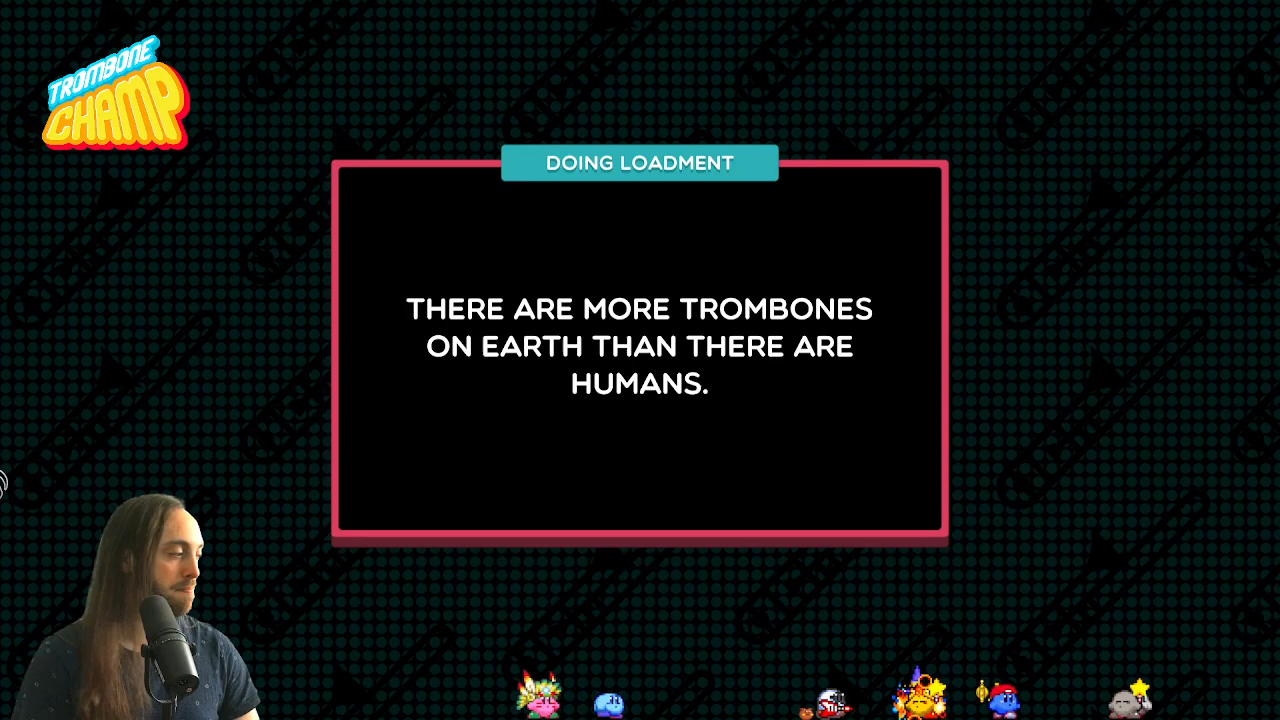 TROMBONE
CHAMP
DOING LOADMENT
THERE ARE MORE TROMBONES
ON EARTH THAN THERE ARE
HUMANS.